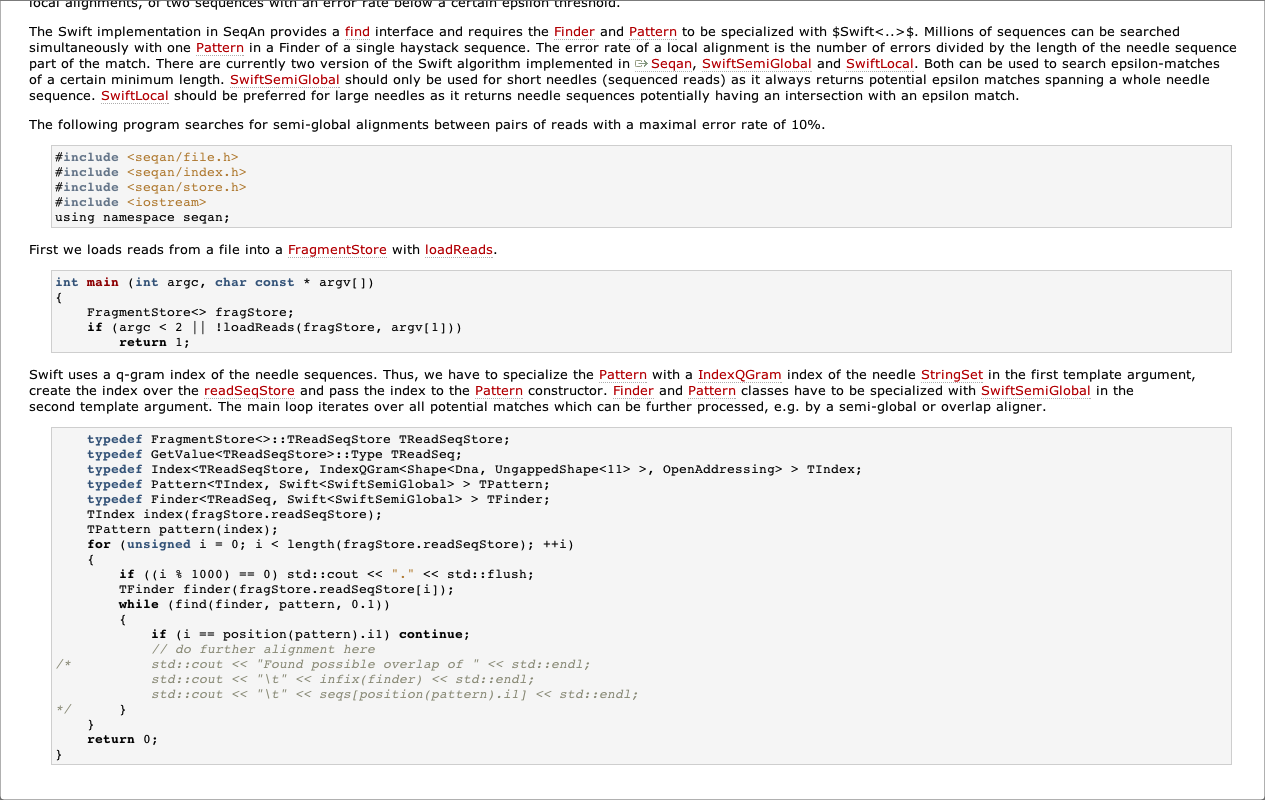 local alignments, of two sequences with an error rate below a certain epsilon threshold.
The Swift implementation in SeqAn provides a find interface and requires the Finder and Pattern to be specialized with $Swift<..>$. Millions of sequences can be searched
simultaneously with one Pattern in a Finder of a single haystack sequence. The error rate of a local alignment is the number of errors divided by the length of the needle sequence
part of the match. There are currently two version of the Swift algorithm implemented in Seqan, SwiftSemiGlobal and SwiftLocal. Both can be used to search epsilon-matches
of a certain minimum length. SwiftSemiGlobal should only be used for short needles (sequenced reads) as it always returns potential epsilon matches spanning a whole needle
sequence. SwiftLocal should be preferred for large needles as it returns needle sequences potentially having an intersection with an epsilon match.
The following program searches for semi-global alignments between pairs of reads with a maximal error rate of 10%.
#include <seqan/file.h>
#include <seqan/index.h>
#include <seqan/store.h>
#include <iostream>
using namespace seqan;
First we loads reads from a file into a FragmentStore with loadReads.
int main (int argc, char const * argv[])
{
    FragmentStore<> fragStore;
    if (argc < 2 || !loadReads(fragStore, argv[1]))
        return 1;
Swift uses a q-gram index of the needle sequences. Thus, we have to specialize the Pattern with a IndexQGram index of the needle StringSet in the first template argument,
create the index over the readSeqStore and pass the index to the Pattern constructor. Finder and Pattern classes have to be specialized with SwiftSemiGlobal in the
second template argument. The main loop iterates over all potential matches which can be further processed, e.g. by a semi-global or overlap aligner.
    typedef FragmentStore<>::TReadSeqStore TReadSeqStore;
    typedef GetValue<TReadSeqStore>::Type TReadSeq;
    typedef Index<TReadSeqStore, IndexQGram<Shape<Dna, UngappedShape<11> >, OpenAddressing> > TIndex;
    typedef Pattern<TIndex, Swift<SwiftSemiGlobal> > TPattern;
    typedef Finder<TReadSeq, Swift<SwiftSemiGlobal> > TFinder;
    TIndex index(fragStore.readSeqStore);
    TPattern pattern(index);
    for (unsigned i = 0; i < length(fragStore.readSeqStore); ++i)
    {
        if ((i % 1000) == 0) std::cout << "." << std::flush;
        TFinder finder(fragStore.readSeqStore[i]);
        while (find(finder, pattern, 0.1))
        {
            if (i == position(pattern).i1) continue;
            // do further alignment here
/*          std::cout << "Found possible overlap of " << std::endl;
            std::cout << "\t" << infix(finder) << std::endl;
            std::cout << "\t" << seqs[position(pattern).i1] << std::endl;
*/      }
    }
    return 0;
}